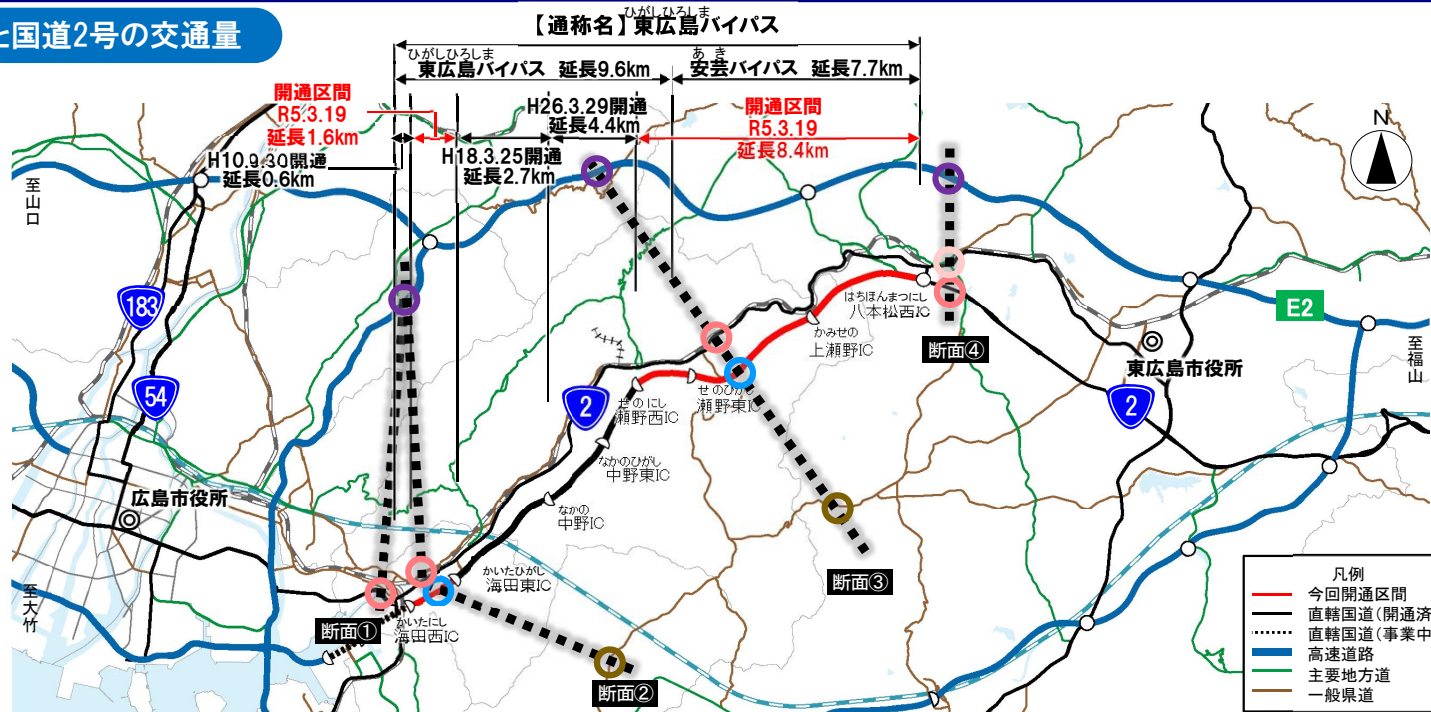 と国道2号の交通量
ひがしひろしま
【通称名】東広島バイパス
ひがしひろしま
東広島バイパス 延長9.6km
あき
安芸バイパス 延長7.7km
開通区間
R5.3.19
延長1.6km
H26.3.29開通
延長4.4km
開通区間
R5.3.19
延長8.4km
H10.9.30開通
延長0.6km
H18.3.25開通
延長2.7km
N
至山口
183
54
2
2
E2
至福山
はちほんまつにし
八本松西IC
かみせの
上瀬野IC
断面④
東広島市役所
せのひがし
瀬野東IC
せのにし
瀬野西IC
なかのひがし
中野東IC
なかの
中野IC
広島市役所
かいたひがし
海田東IC
かいたにし
海田西IC
至大竹
断面①
断面②
断面③
凡例
今回開通区間
直轄国道(開通済
直轄国道(事業中
高速道路
主要地方道
一般県道